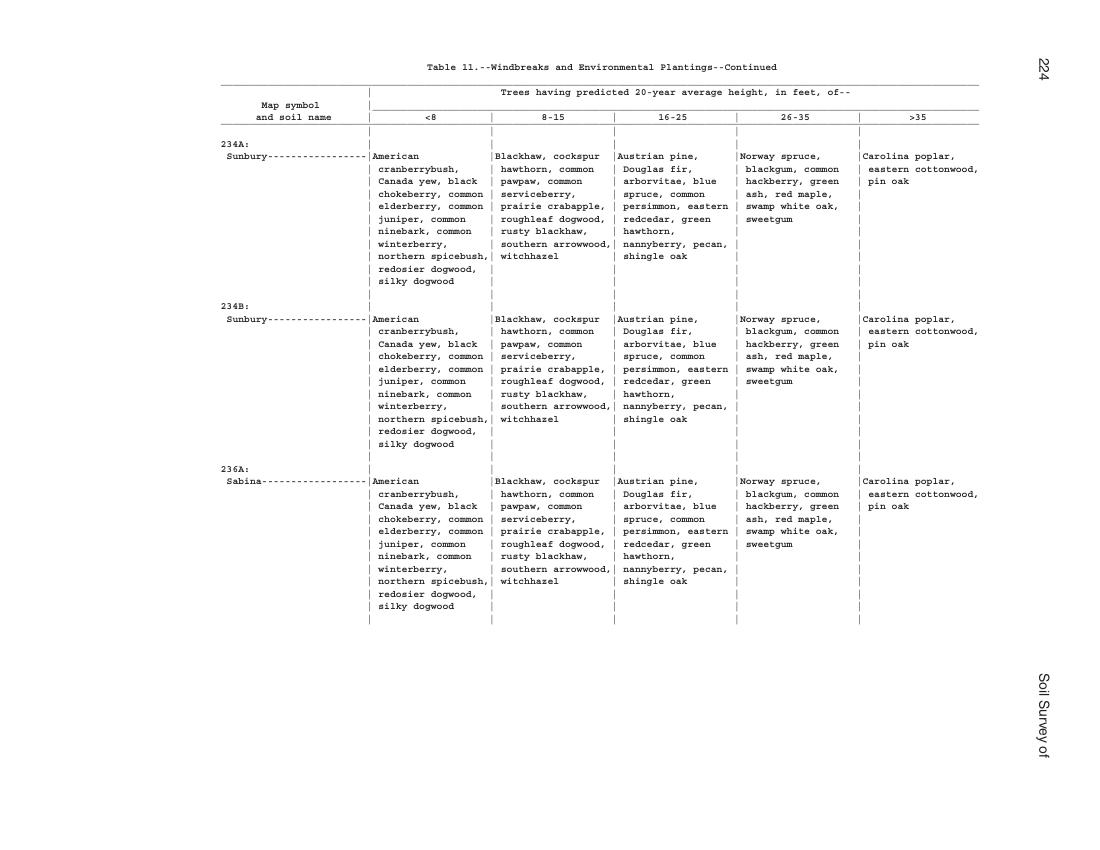 224
Table 11.--Windbreaks and Environmental Plantings--Continued
Trees having predicted 20-year average height, in feet, of--
Map symbol
and soil name | <8 | 8-15 | 16-25 | 26-35 | >35
234A:
Sunbury-----------------|American |Blackhaw, cockspur |Austrian pine, |Norway spruce, |Carolina poplar,
cranberrybush, | hawthorn, common | Douglas fir, | blackgum, common | eastern cottonwood,
Canada yew, black | pawpaw, common | arborvitae, blue | hackberry, green | pin oak
chokeberry, common | serviceberry, | spruce, common | ash, red maple, |
elderberry, common | prairie crabapple, | persimmon, eastern | swamp white oak, |
juniper, common | roughleaf dogwood, | redcedar, green | sweetgum |
ninebark, common | rusty blackhaw, | hawthorn, | |
winterberry, | southern arrowwood,| nannyberry, pecan, | |
northern spicebush,| witchhazel | shingle oak | |
redosier dogwood, | | | |
silky dogwood | | | |
234B:
Sunbury-----------------|American |Blackhaw, cockspur |Austrian pine, |Norway spruce, |Carolina poplar,
cranberrybush, | hawthorn, common | Douglas fir, | blackgum, common | eastern cottonwood,
Canada yew, black | pawpaw, common | arborvitae, blue | hackberry, green | pin oak
chokeberry, common | serviceberry, | spruce, common | ash, red maple, |
elderberry, common | prairie crabapple, | persimmon, eastern | swamp white oak, |
juniper, common | roughleaf dogwood, | redcedar, green | sweetgum |
ninebark, common | rusty blackhaw, | hawthorn, | |
winterberry, | southern arrowwood,| nannyberry, pecan, | |
northern spicebush,| witchhazel | shingle oak | |
redosier dogwood, | | | |
silky dogwood | | | |
236A:
Sabina------------------|American |Blackhaw, cockspur |Austrian pine, |Norway spruce, |Carolina poplar,
cranberrybush, | hawthorn, common | Douglas fir, | blackgum, common | eastern cottonwood,
Canada yew, black | pawpaw, common | arborvitae, blue | hackberry, green | pin oak
chokeberry, common | serviceberry, | spruce, common | ash, red maple, |
elderberry, common | prairie crabapple, | persimmon, eastern | swamp white oak, |
juniper, common | roughleaf dogwood, | redcedar, green | sweetgum |
ninebark, common | rusty blackhaw, | hawthorn, | |
winterberry, | southern arrowwood,| nannyberry, pecan, | |
northern spicebush,| witchhazel | shingle oak | |
redosier dogwood, | | | |
silky dogwood | | | |
Soil Survey of